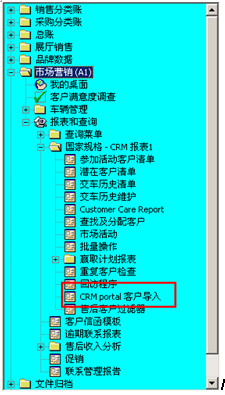 销售分类账
采购分类账
总账
展厅销售
品牌数据
市场营销(A1)
我的桌面
客户满意度调查
车辆管理
报表和查询
查询菜单
国家规格 - CRM 报表1
参加活动客户清单
潜在客户清单
交车历史清单
交车历史维护
Customer Care Report
查找及分配客户
市场活动
批量操作
赢取计划报表
重复客户检查
回访程序
CRM portal 客户导入
售后客户过滤器
客户信函模板
逾期联系报表
售后收入分析
促销
联系管理报告
文件归档